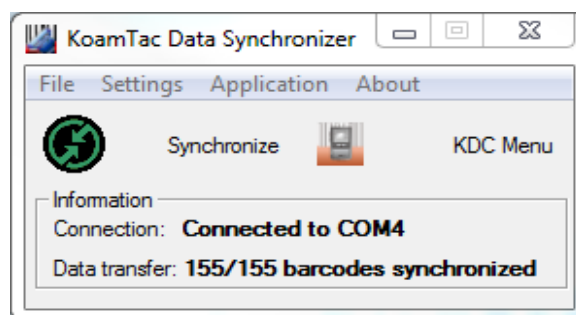 KoamTac Data Synchronizer
File Settings Application About
Synchronize KDC Menu
Information
Connection: Connected to COM4
Data transfer: 155/155 barcodes synchronized